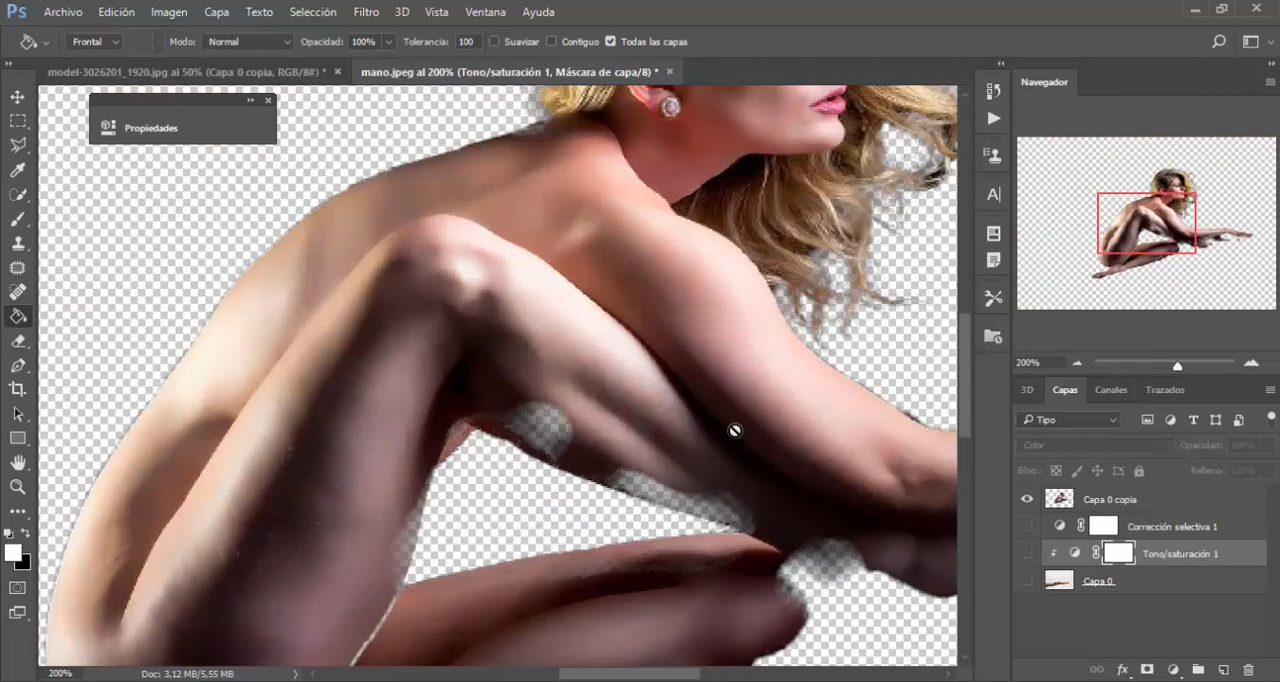 Ps Archivo Edición Imagen Capa Texto Selección Filtro 3D Vista Ventana Ayuda
Frontal Modo: Normal Opacidad: 100% Tolerancia: 100 Suavizar Contiguo Todas las capas
model-3026201_1920.jpg al 50% (Capa 0 copia, RGB/8#) * × mano.jpeg al 200% (Tono/saturación 1, Máscara de capa/8) * ×
Propiedades
Navegador
200%
3D Capas Canales Trazados
Tipo
Color Opacidad: 100%
Bloq.: Relleno: 100%
Capa 0 copia
Corrección selectiva 1
Tono/saturación 1
Capa 0
200% Doc: 3,12 MB/5,55 MB